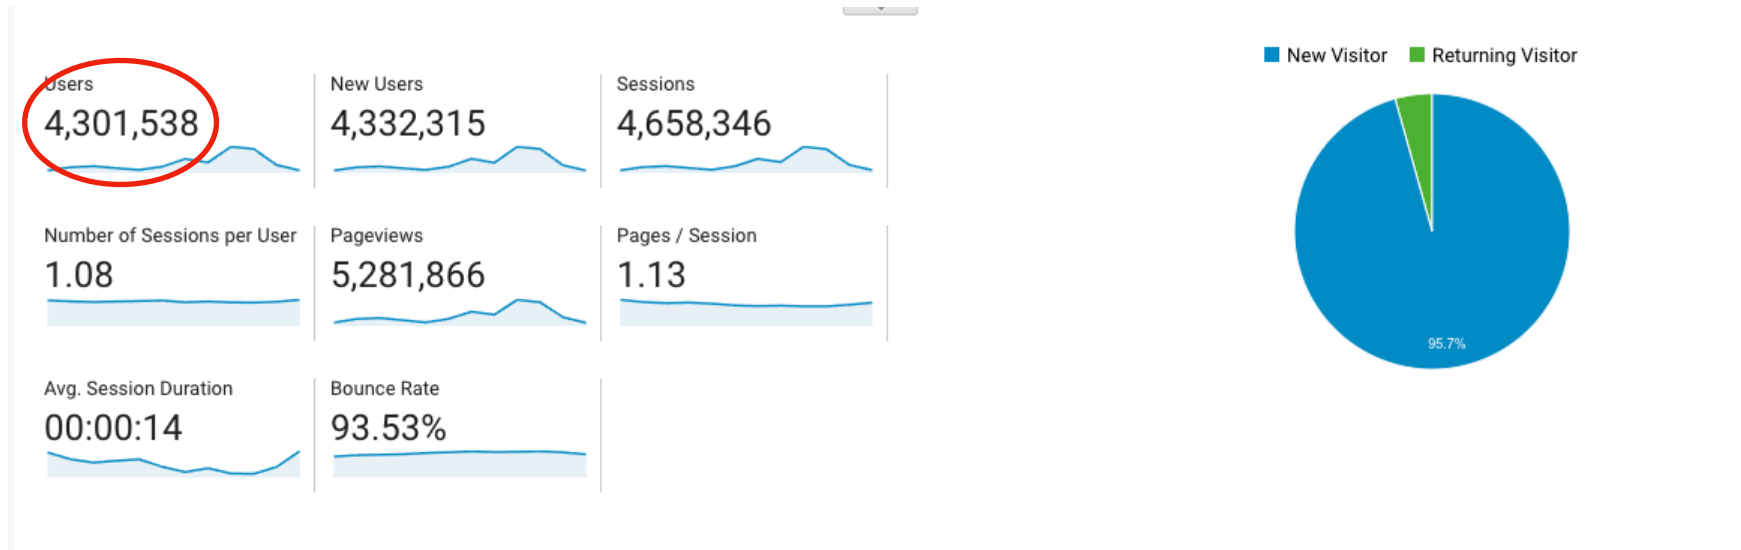 New Visitor Returning Visitor
Users New Users Sessions
4,301,538 4,332,315 4,658,346
Number of Sessions per User Pageviews Pages / Session
1.08 5,281,866 1.13
95.7%
Avg. Session Duration Bounce Rate
00:00:14 93.53%